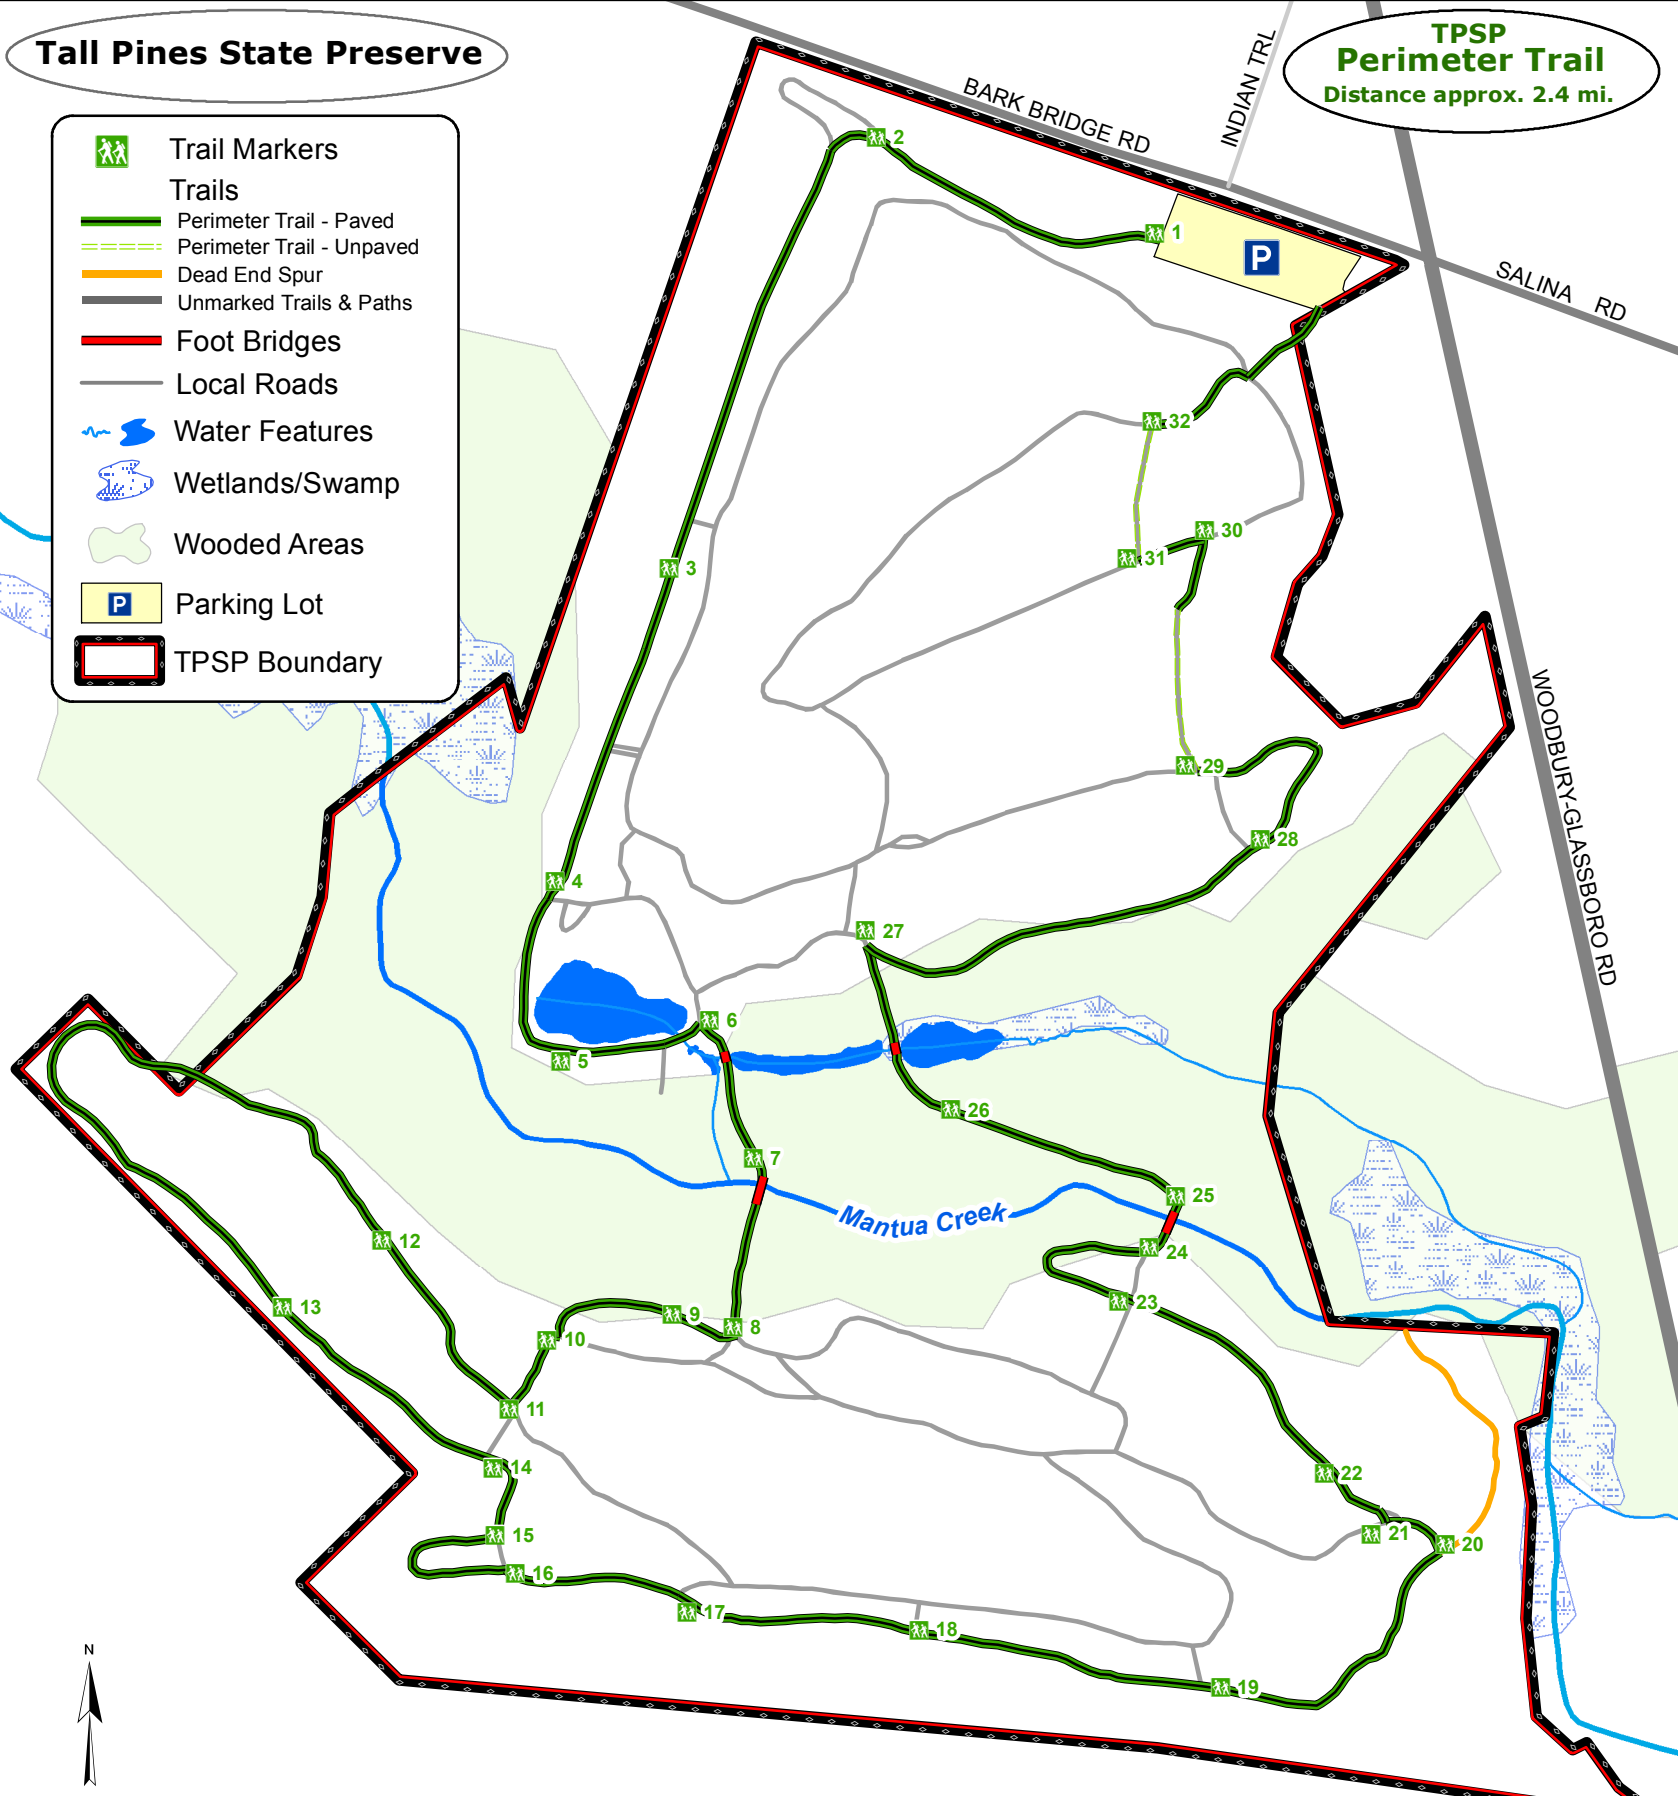 Tall Pines State Preserve
TPSP
Perimeter Trail
Distance approx. 2.4 mi.
Trail Markers
Trails
Perimeter Trail - Paved
Perimeter Trail - Unpaved
Dead End Spur
Unmarked Trails & Paths
Foot Bridges
Local Roads
Water Features
Wetlands/Swamp
Wooded Areas
P
Parking Lot
TPSP Boundary
BARK BRIDGE RD
INDIAN TRL
SALINA RD
WOODBURY-GLASSBORO RD
P
1
2
3
4
5
6
7
8
9
10
11
12
13
14
15
16
17
18
19
20
21
22
23
24
25
26
27
28
29
30
31
32
Mantua Creek
N